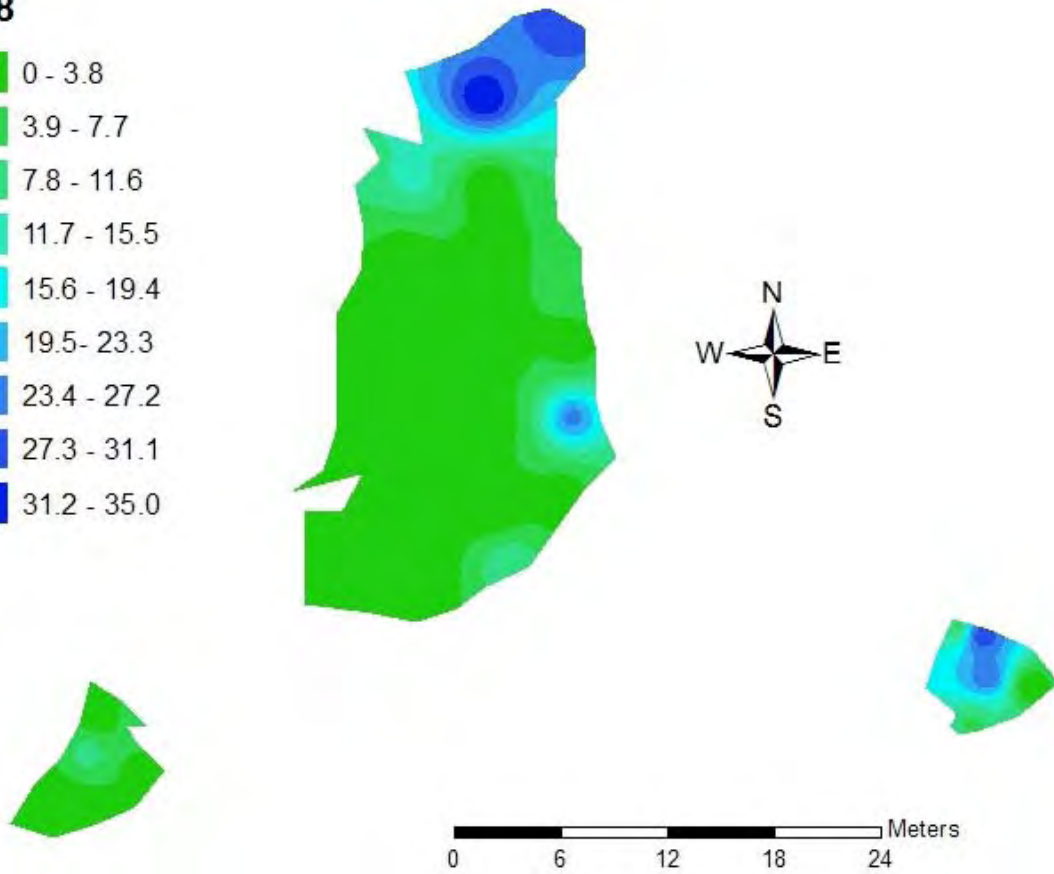 8
0 - 3.8
3.9 - 7.7
7.8 - 11.6
11.7 - 15.5
15.6 - 19.4
19.5- 23.3
23.4 - 27.2
27.3 - 31.1
31.2 - 35.0
N
W E
S
Meters
0 6 12 18 24